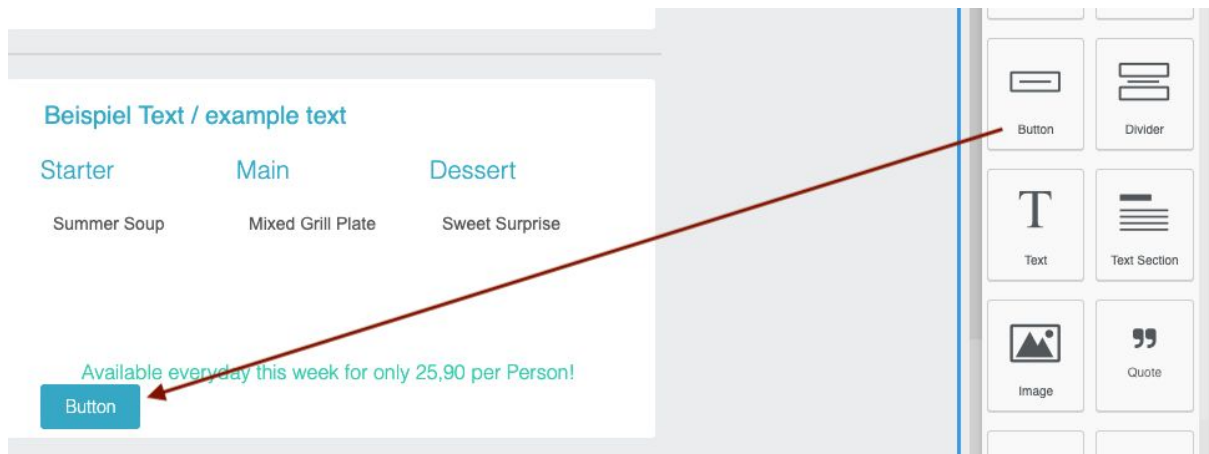 Beispiel Text / example text
Starter Main Dessert
Summer Soup Mixed Grill Plate Sweet Surprise
Available everyday this week for only 25,90 per Person!
Button
Button Divider
Text Text Section
Image Quote